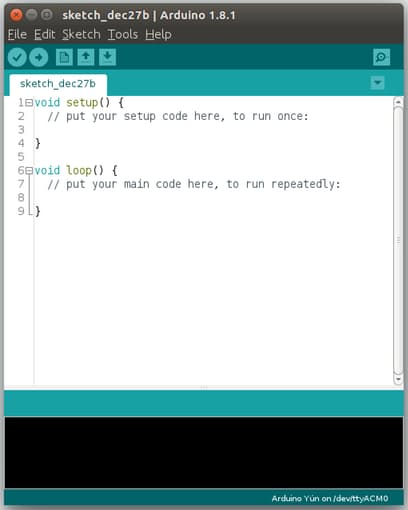 sketch_dec27b | Arduino 1.8.1
File Edit Sketch Tools Help
sketch_dec27b
1 void setup() {
2 // put your setup code here, to run once:
3
4 }
5
6 void loop() {
7 // put your main code here, to run repeatedly:
8
9 }
Arduino Yún on /dev/ttyACM0